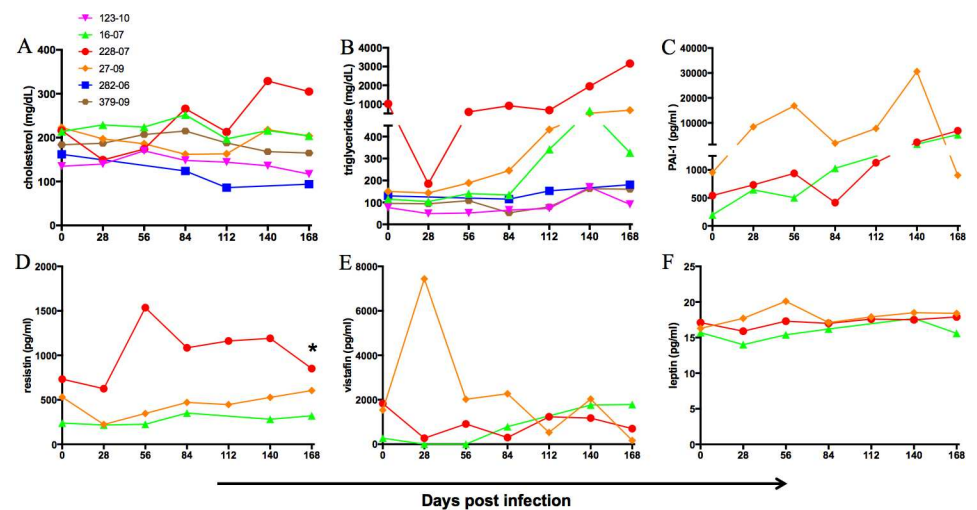 123-10
16-07
228-07
27-09
282-06
379-09
A
cholesterol (mg/dL)
400
300
200
100
0
0 28 56 84 112 140 168
B
triglycerides (mg/dL)
4000
3000
2000
1000
400
300
200
100
0
0 28 56 84 112 140 168
C
PAI-1 (pg/ml )
40000
30000
20000
10000
1000
500
0
0 28 56 84 112 140 168
D
resistin (pg/ml)
2000
1500
1000
500
0
*
0 28 56 84 112 140 168
E
vistafin (pg/ml)
8000
6000
4000
2000
0
0 28 56 84 112 140 168
F
leptin (pg/ml)
25
20
15
10
5
0
0 28 56 84 112 140 168
Days post infection